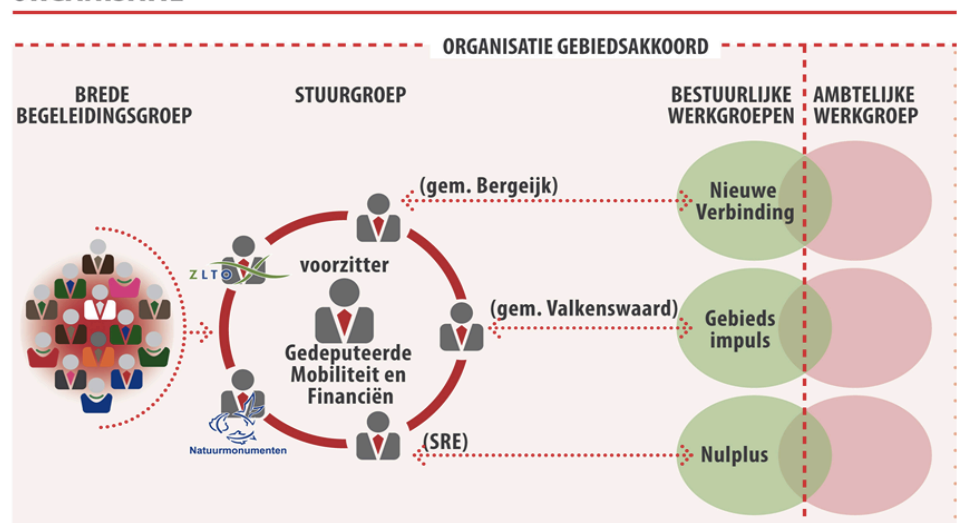 ORGANISATIE GEBIEDSAKKOORD
BREDE
BEGELEIDINGSGROEP
STUURGROEP
BESTUURLIJKE
WERKGROEPEN
AMBTELIJKE
WERKGROEP
(gem. Bergeijk)
Nieuwe
Verbinding
ZLTO
voorzitter
(gem. Valkenswaard)
Gebieds
impuls
Gedeputeerde
Mobiliteit en
Financiën
Natuurmonumenten
(SRE)
Nulplus